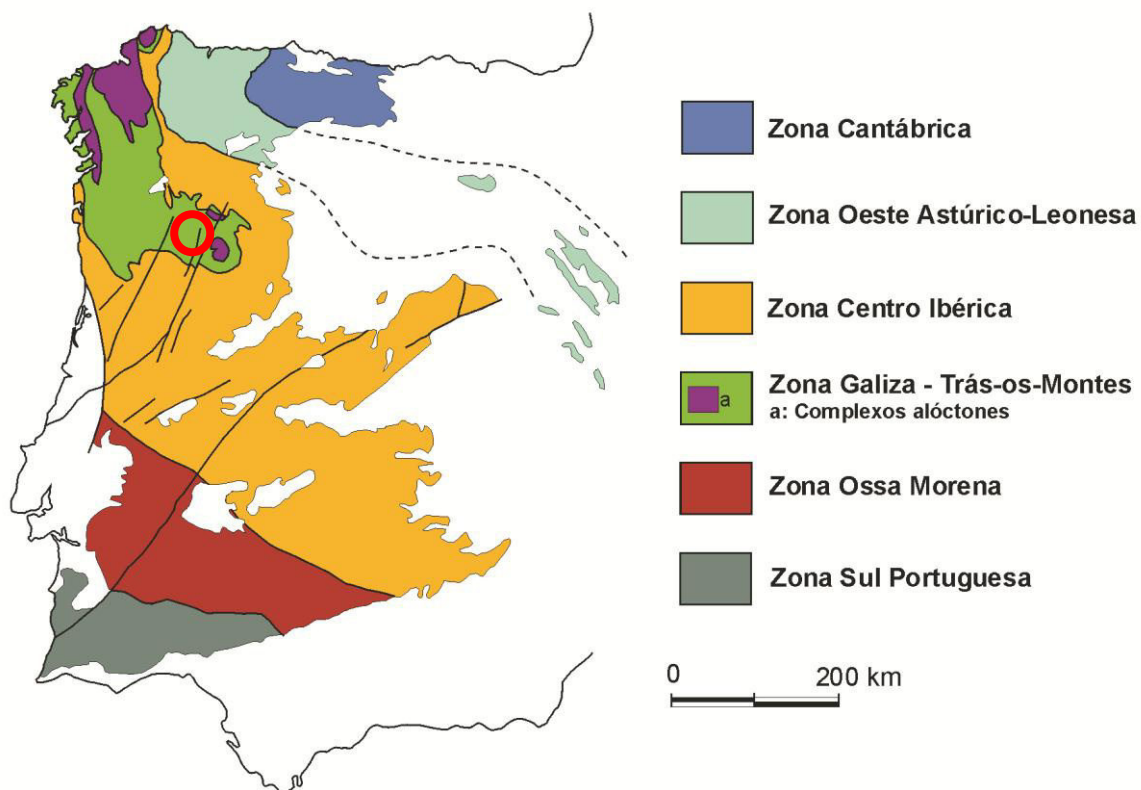 Zona Cantábrica
Zona Oeste Astúrico-Leonesa
Zona Centro Ibérica
a
Zona Galiza - Trás-os-Montes
a: Complexos alóctones
Zona Ossa Morena
Zona Sul Portuguesa
0 200 km